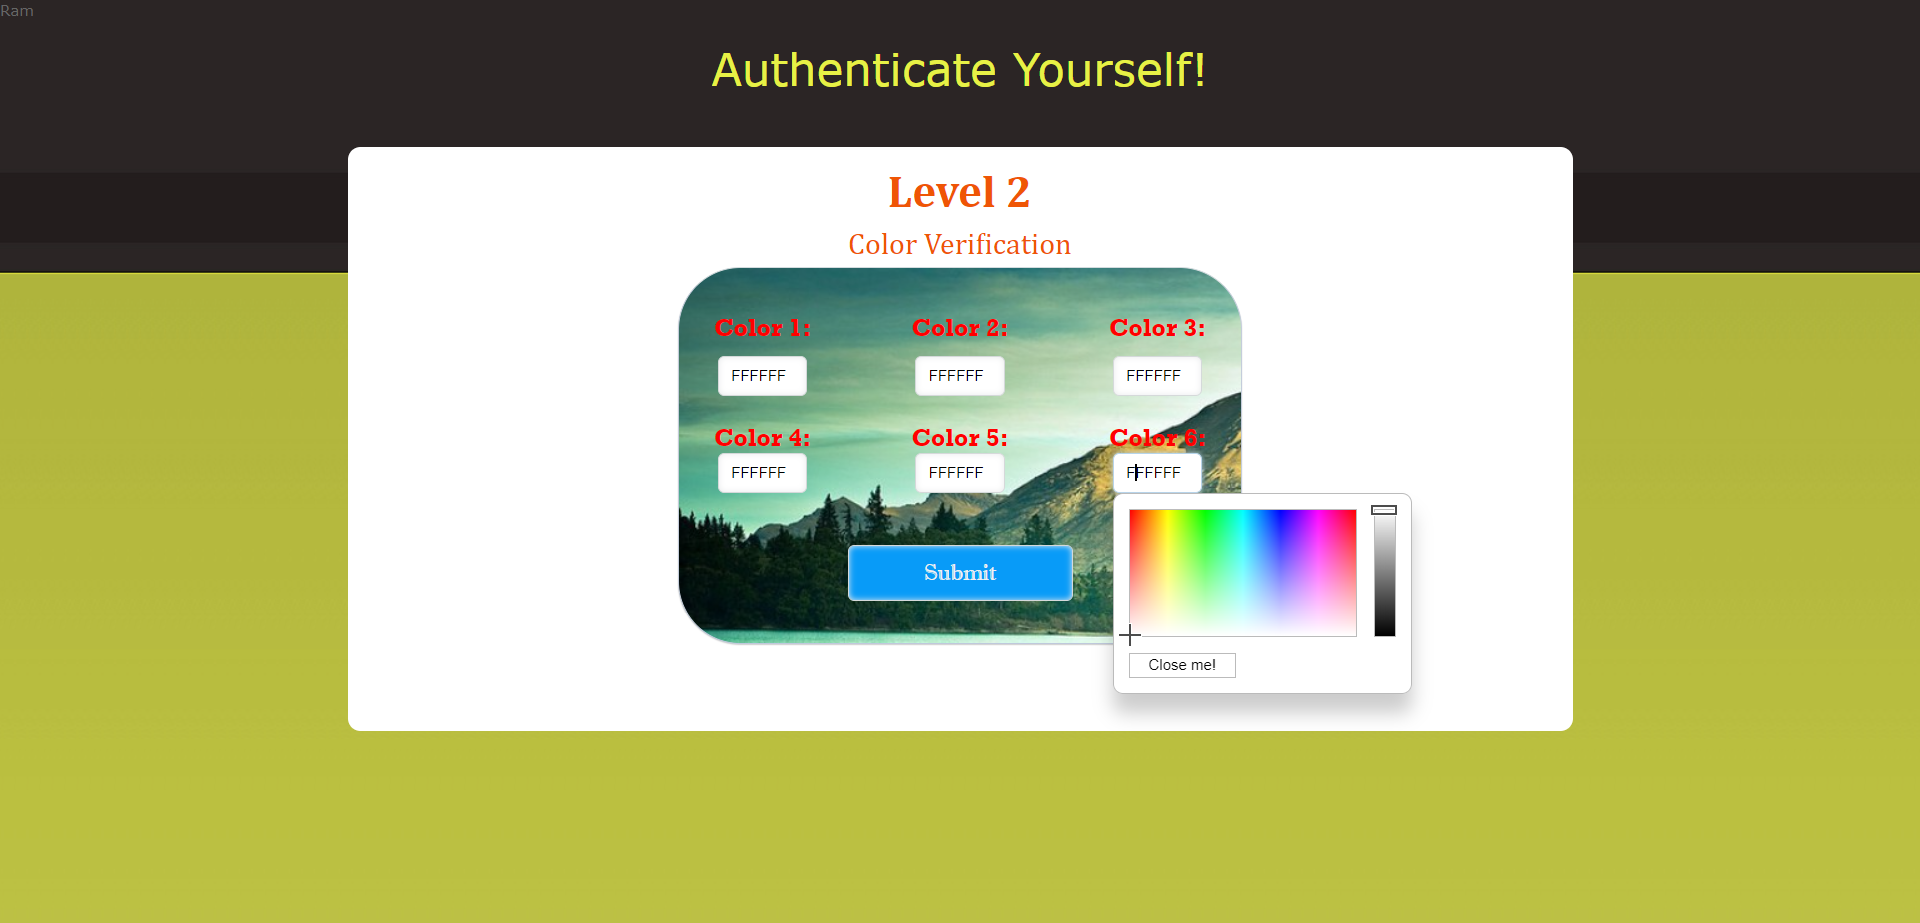 Ram
Authenticate Yourself!
Level 2
Color Verification
Color 1: Color 2: Color 3:
FFFFFF FFFFFF FFFFFF
Color 4: Color 5: Color 6:
FFFFFF FFFFFF FFFFFF
Submit
Close me!